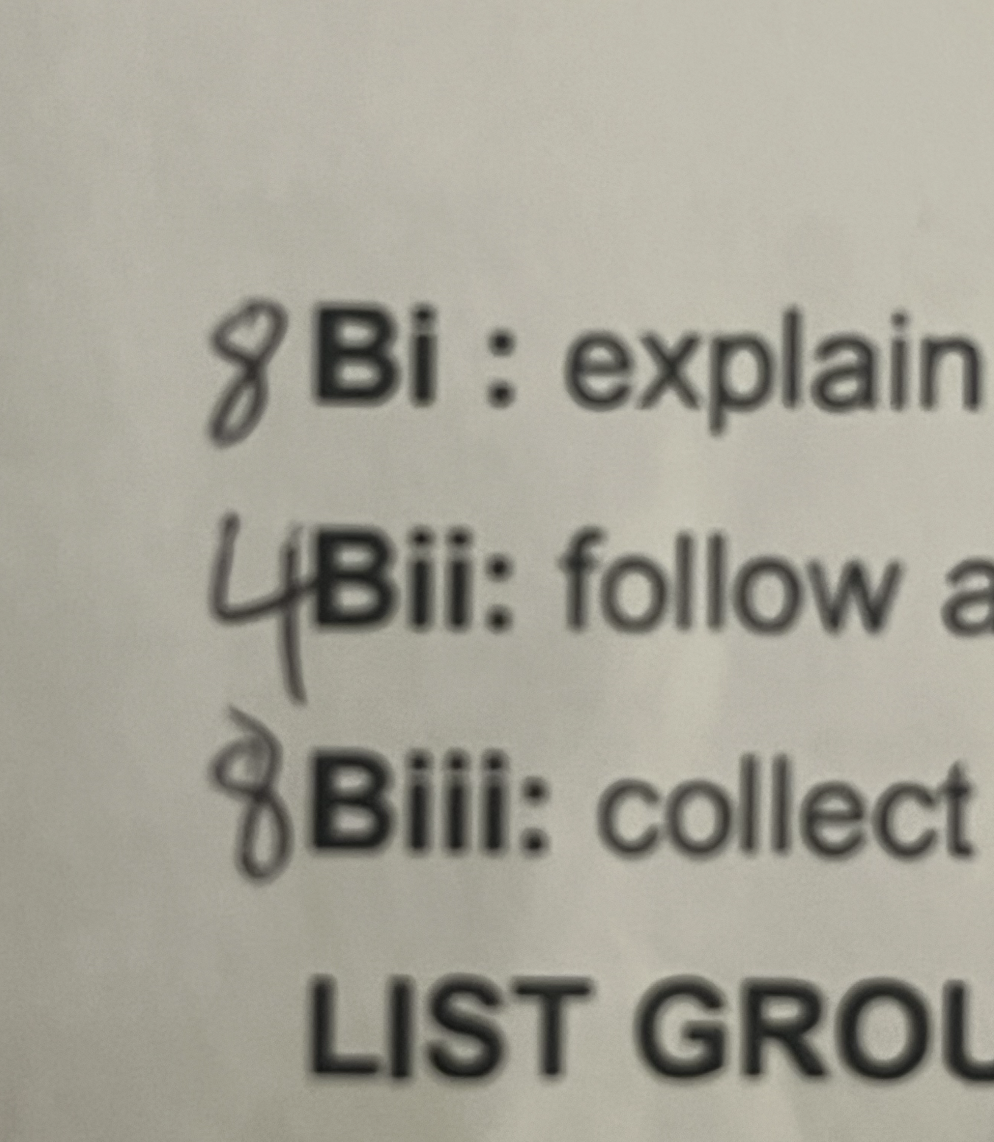 8 Bi : explain
4 Bii: follow a
8 Biii: collect
LIST GROU